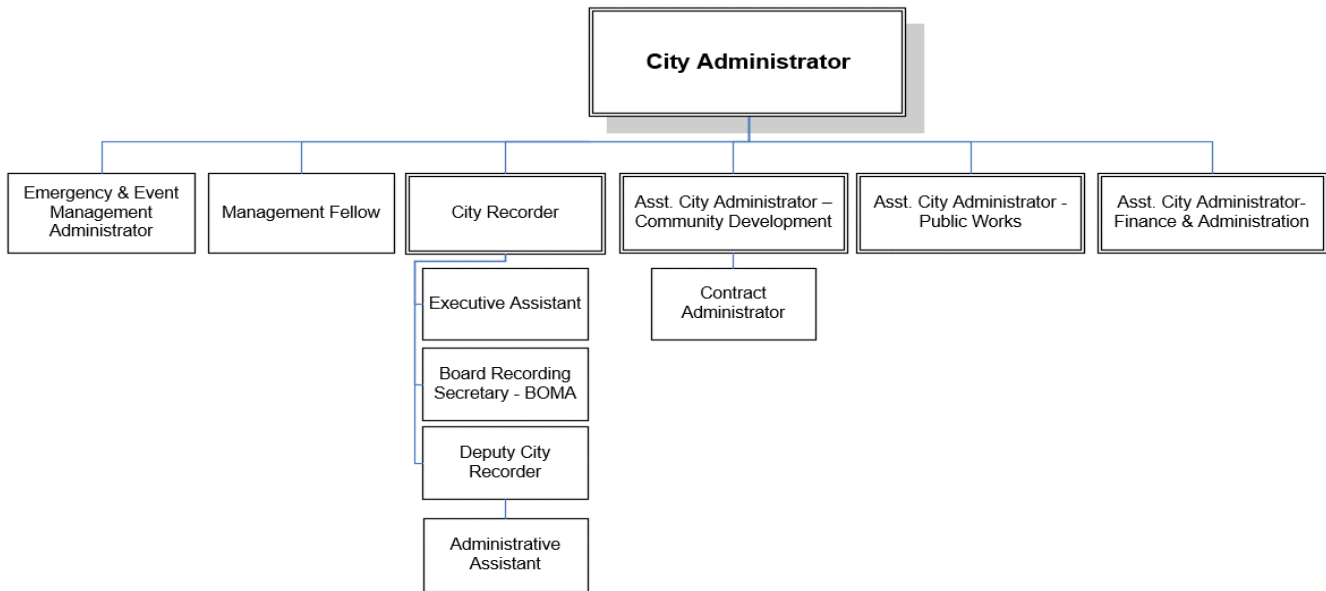 City Administrator
Emergency & Event
Management
Administrator
Management Fellow
City Recorder
Asst. City Administrator –
Community Development
Asst. City Administrator -
Public Works
Asst. City Administrator-
Finance & Administration
Executive Assistant
Contract
Administrator
Board Recording
Secretary - BOMA
Deputy City
Recorder
Administrative
Assistant